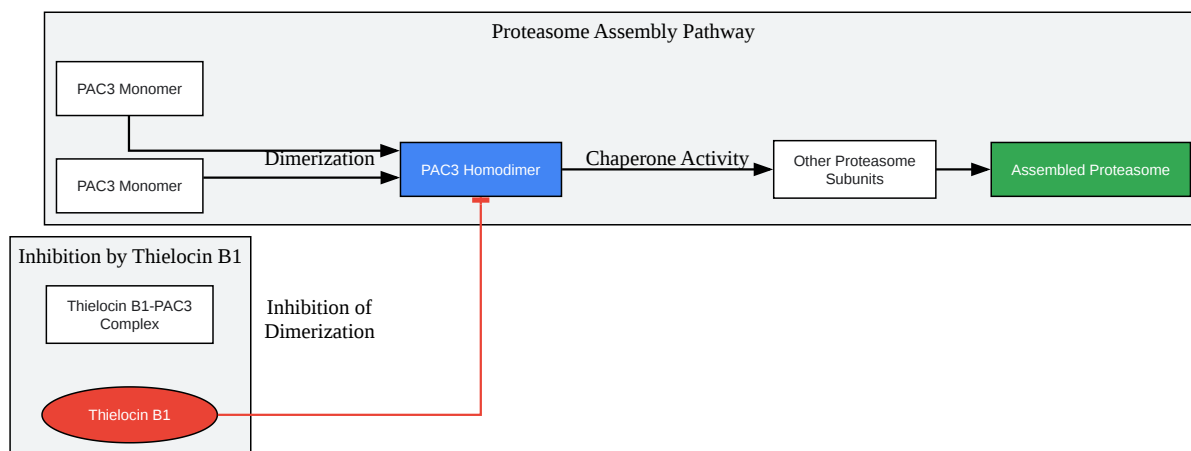 Proteasome Assembly Pathway
PAC3 Monomer
Dimerization
PAC3 Monomer
PAC3 Homodimer
Chaperone Activity
Other Proteasome
Subunits
Assembled Proteasome
Inhibition by Thielocin B1
Thielocin B1-PAC3
Complex
Inhibition of
Dimerization
Thielocin B1